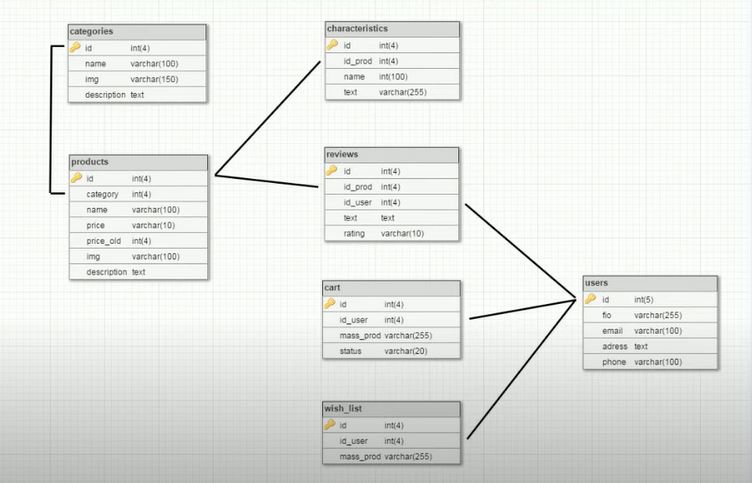 categories
id int(4)
name varchar(100)
img varchar(150)
description text
products
id int(4)
category int(4)
name varchar(100)
price varchar(10)
price_old int(4)
img varchar(100)
description text
characteristics
id int(4)
id_prod int(4)
name int(100)
text varchar(255)
reviews
id int(4)
id_prod int(4)
id_user int(4)
text text
rating varchar(10)
cart
id int(4)
id_user int(4)
mass_prod varchar(255)
status varchar(20)
wish_list
id int(4)
id_user int(4)
mass_prod varchar(255)
users
id int(5)
fio varchar(255)
email varchar(100)
adress text
phone varchar(100)